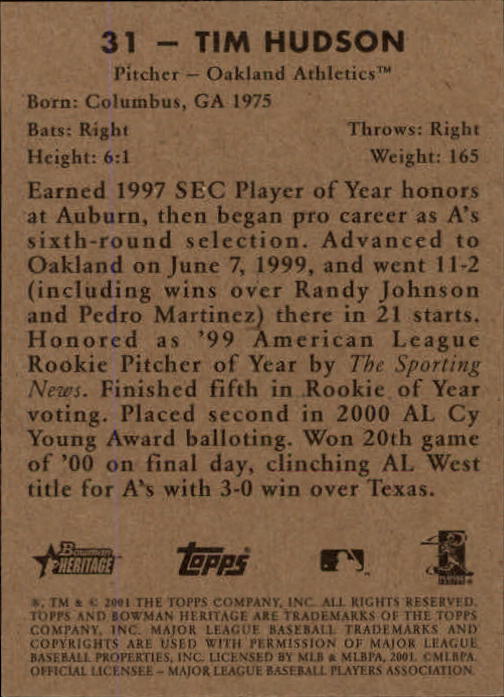 31 – TIM HUDSON
Pitcher – Oakland Athletics™
Born: Columbus, GA 1975
Bats: Right Throws: Right
Height: 6:1 Weight: 165
Earned 1997 SEC Player of Year honors
at Auburn, then began pro career as A's
sixth-round selection. Advanced to
Oakland on June 7, 1999, and went 11-2
(including wins over Randy Johnson
and Pedro Martinez) there in 21 starts.
Honored as '99 American League
Rookie Pitcher of Year by The Sporting
News. Finished fifth in Rookie of Year
voting. Placed second in 2000 AL Cy
Young Award balloting. Won 20th game
of '00 on final day, clinching AL West
title for A's with 3-0 win over Texas.
Bowman HERITAGE TOPPS
®, TM & © 2001 THE TOPPS COMPANY, INC. ALL RIGHTS RESERVED.
TOPPS AND BOWMAN HERITAGE ARE TRADEMARKS OF THE TOPPS
COMPANY, INC. MAJOR LEAGUE BASEBALL TRADEMARKS AND
COPYRIGHTS ARE USED WITH PERMISSION OF MAJOR LEAGUE
BASEBALL PROPERTIES, INC. LICENSED BY MLB & MLBPA, 2001. ©MLBPA.
OFFICIAL LICENSEE – MAJOR LEAGUE BASEBALL PLAYERS ASSOCIATION.